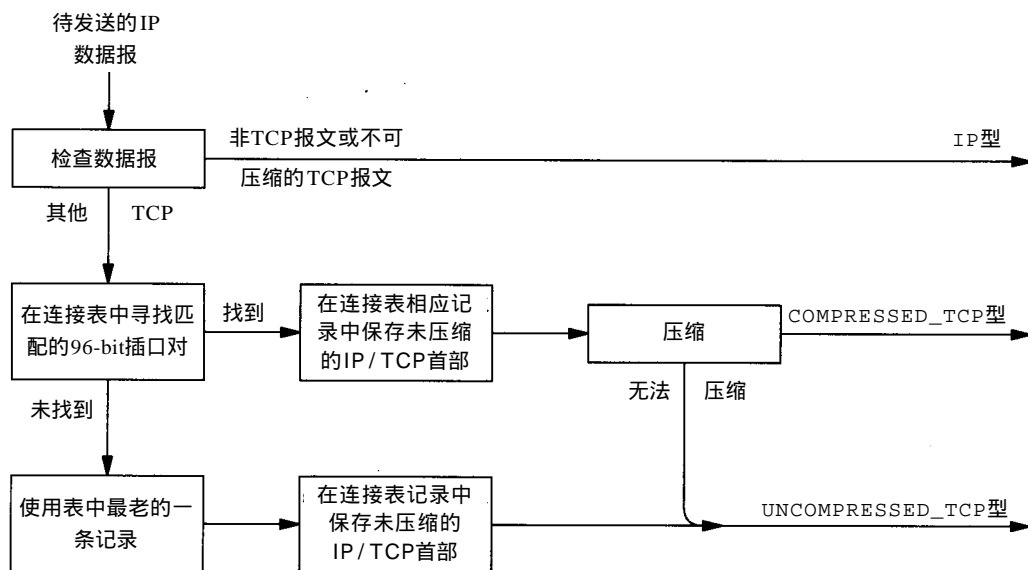 待发送的IP
数据报
检查数据报
非TCP报文或不可
压缩的TCP报文
IP型
其他 TCP
在连接表中寻找匹
配的96-bit插口对
找到
在连接表相应记
录中保存未压缩
的IP/TCP首部
压缩
COMPRESSED_TCP型
无法 压缩
未找到
使用表中最老的一
条记录
在连接表记录中
保存未压缩的
IP/TCP首部
UNCOMPRESSED_TCP型